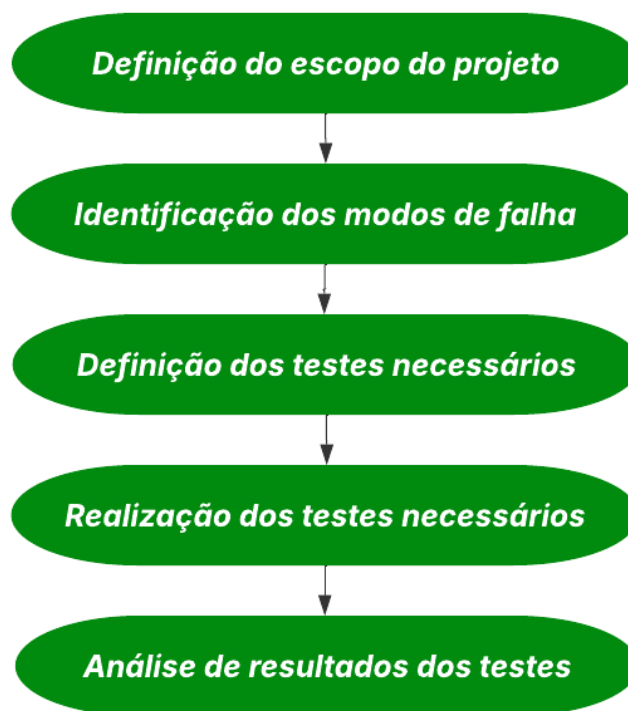 Definição do escopo do projeto
Identificação dos modos de falha
Definição dos testes necessários
Realização dos testes necessários
Análise de resultados dos testes